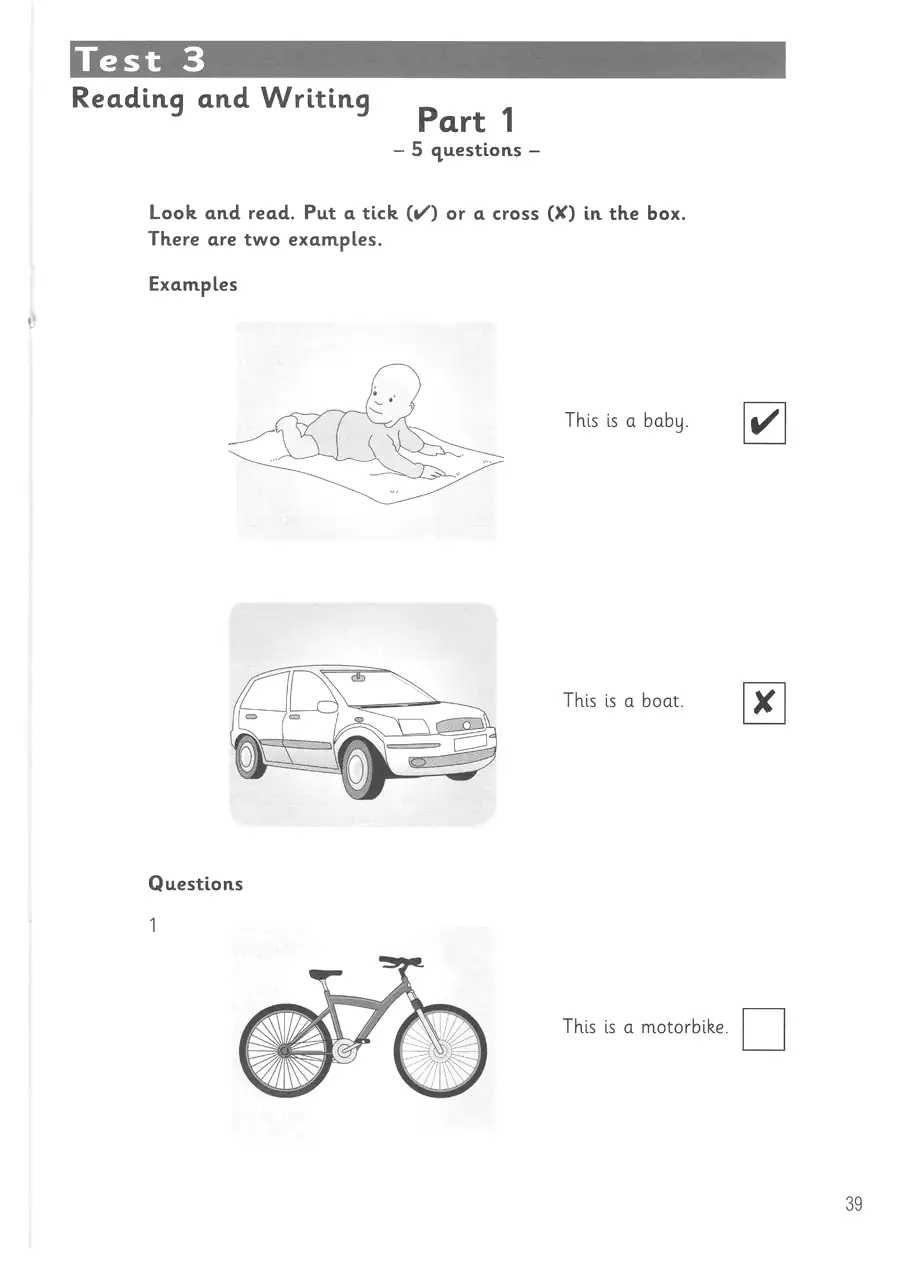 Test 3
Reading and Writing
Part 1
– 5 questions –
Look and read. Put a tick (✔) or a cross (✘) in the box.
There are two examples.
Examples
This is a baby.
✔
This is a boat.
✘
Questions
1
This is a motorbike.
39